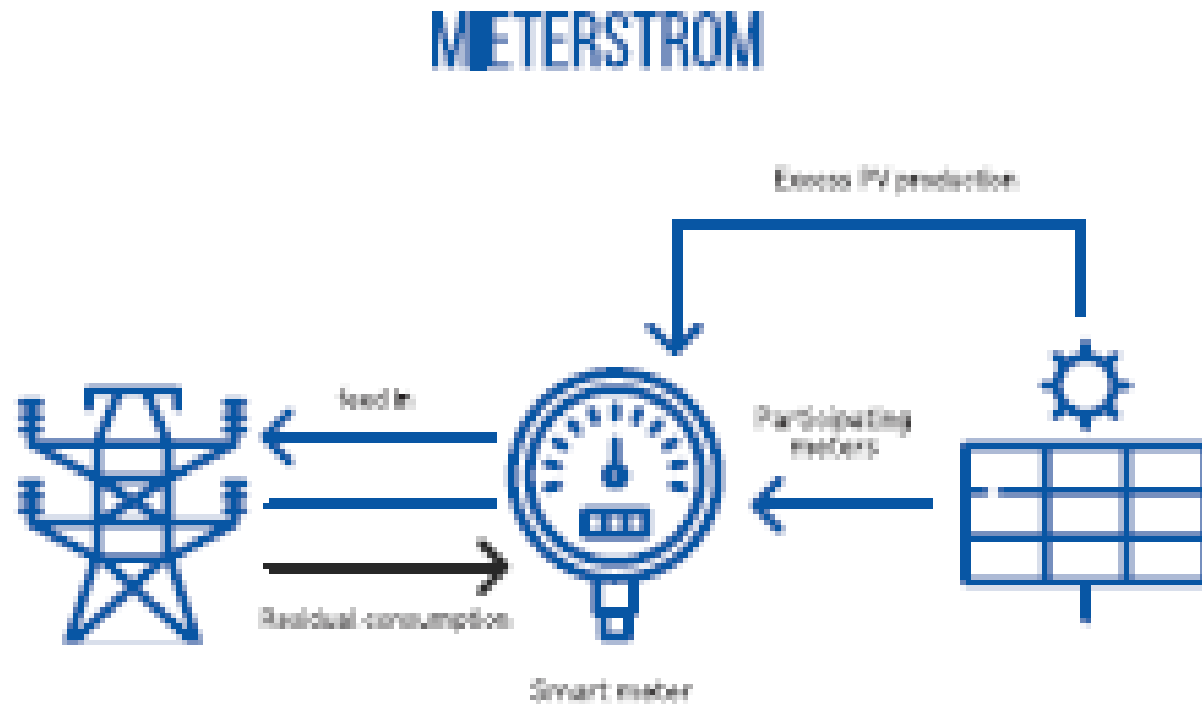 MIETERSTROM
Excess PV production
feed in
Participating
meters
Residual consumption
Smart meter